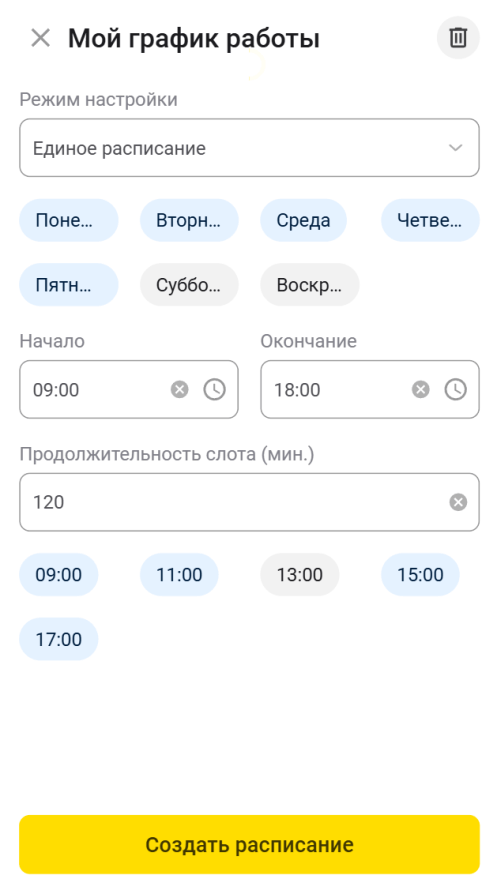 Мой график работы
Режим настройки
Единое расписание
Поне... Вторн... Среда Четве...
Пятн... Суббо... Воскр...
Начало Окончание
09:00 18:00
Продолжительность слота (мин.)
120
09:00 11:00 13:00 15:00
17:00
Создать расписание